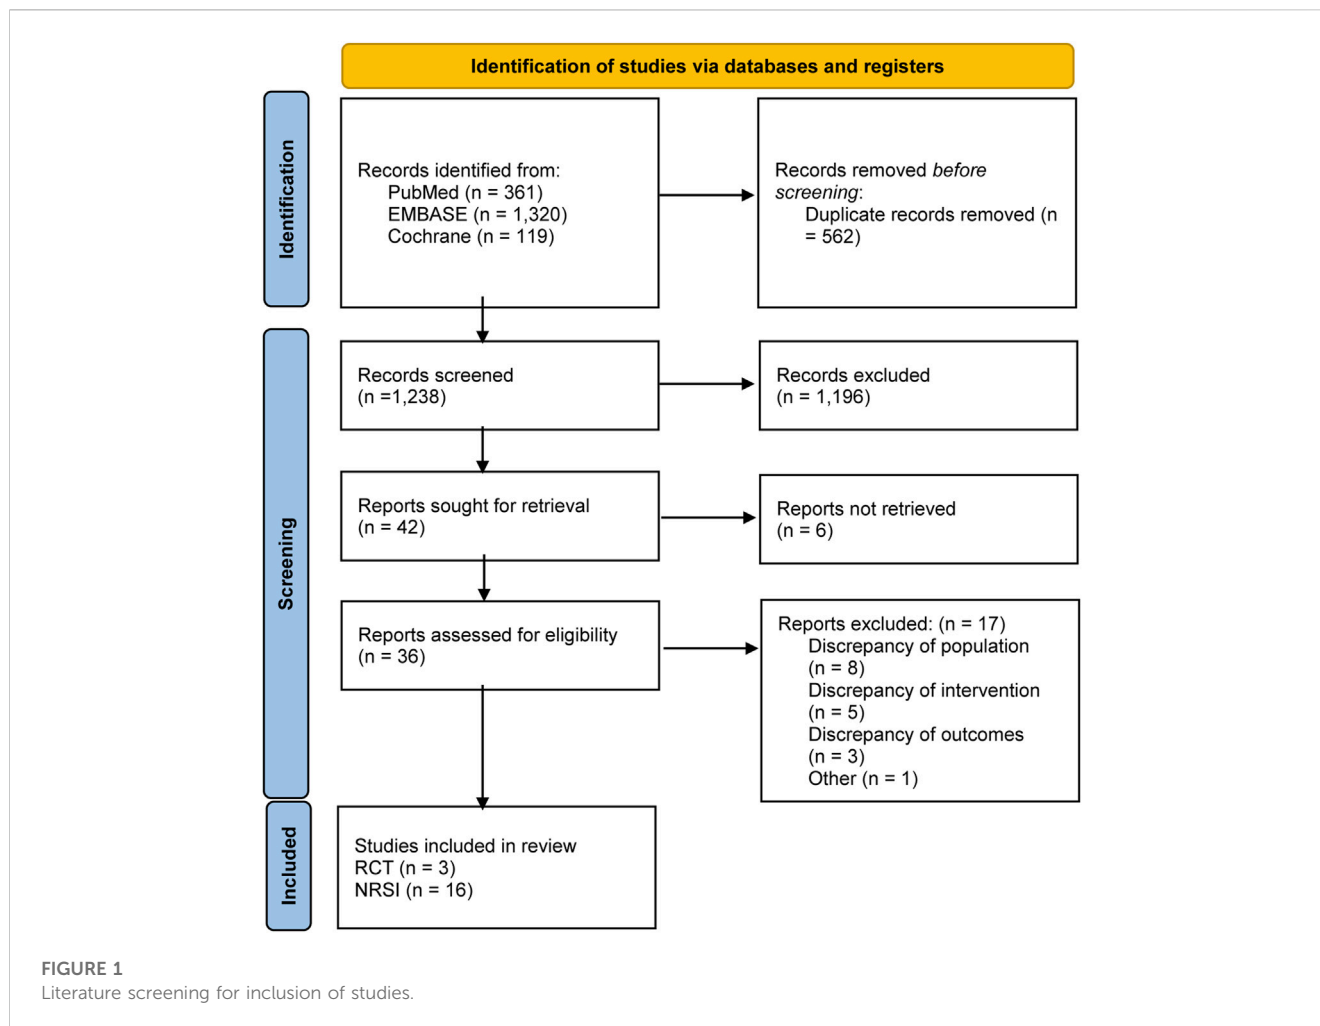 Identification of studies via databases and registers
Identification
Records identified from:
PubMed (n = 361)
EMBASE (n = 1,320)
Cochrane (n = 119)
Records removed before
screening:
Duplicate records removed (n
= 562)
Screening
Records screened
(n =1,238)
Records excluded
(n = 1,196)
Reports sought for retrieval
(n = 42)
Reports not retrieved
(n = 6)
Reports assessed for eligibility
(n = 36)
Reports excluded: (n = 17)
Discrepancy of population
(n = 8)
Discrepancy of intervention
(n = 5)
Discrepancy of outcomes
(n = 3)
Other (n = 1)
Included
Studies included in review
RCT (n = 3)
NRSI (n = 16)
FIGURE 1
Literature screening for inclusion of studies.